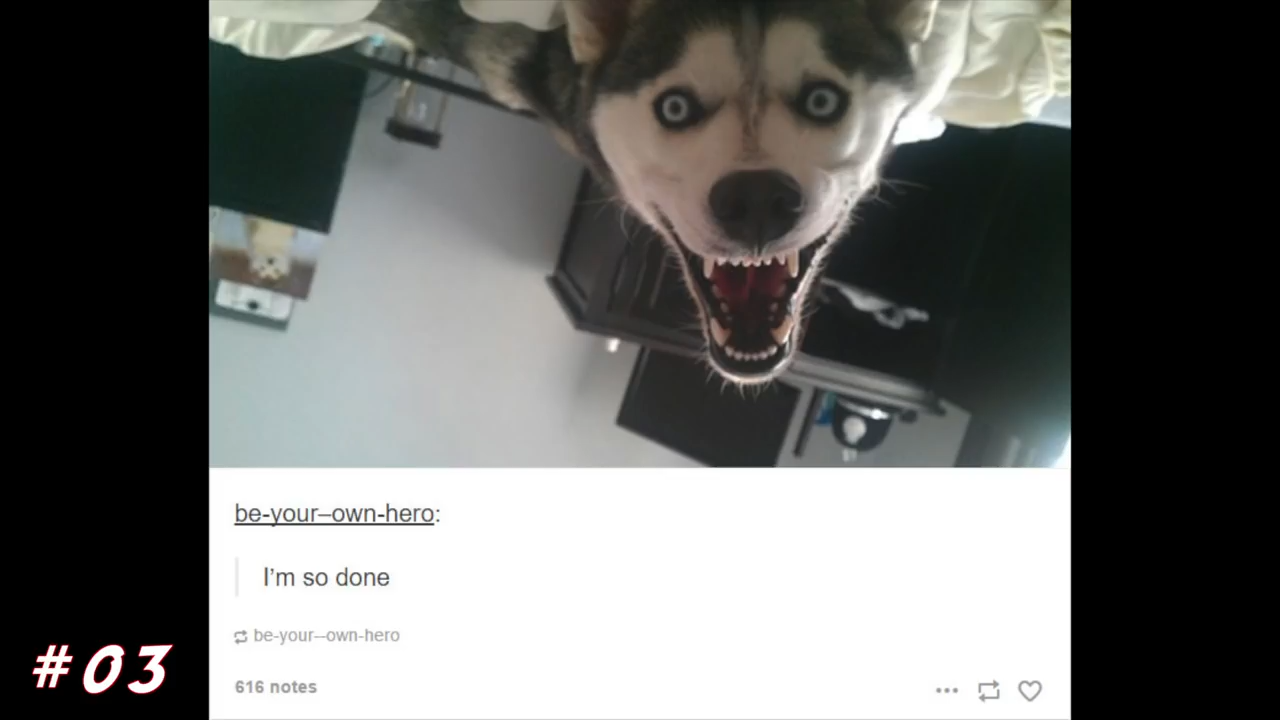 be-your–own-hero:
I'm so done
be-your--own-hero
616 notes
#03